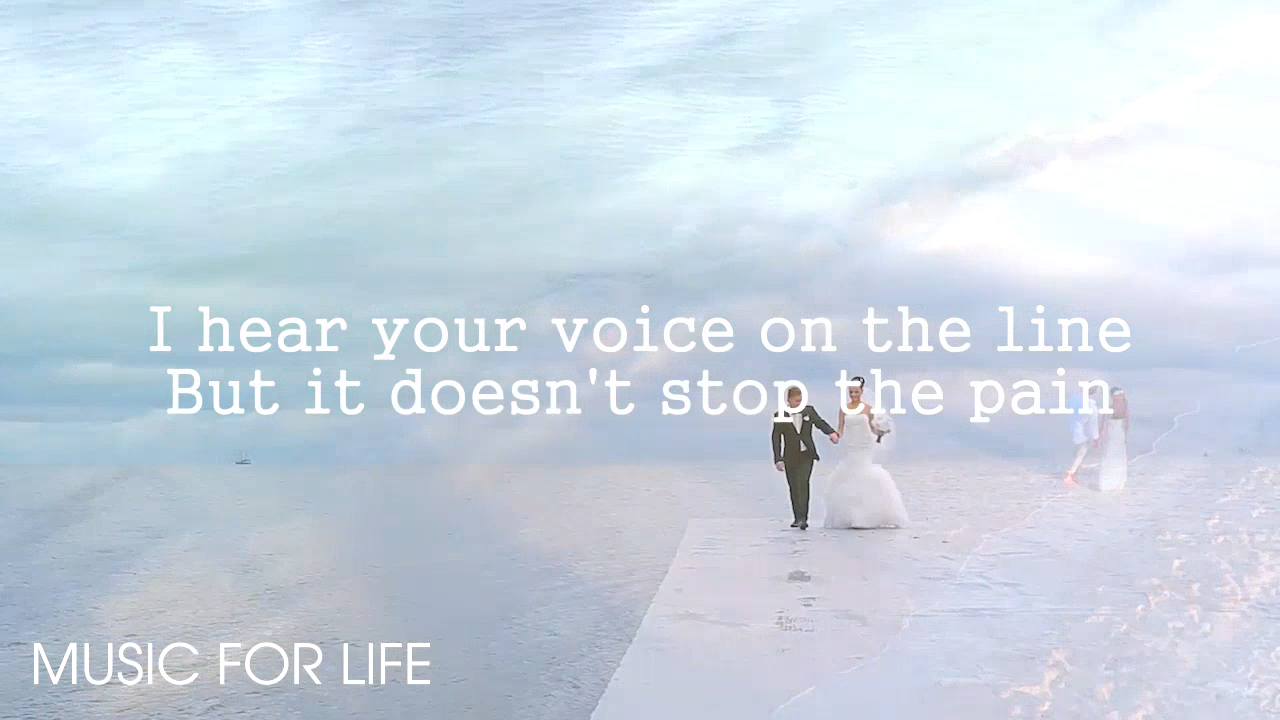 I hear your voice on the line
But it doesn't stop the pain
MUSIC FOR LIFE